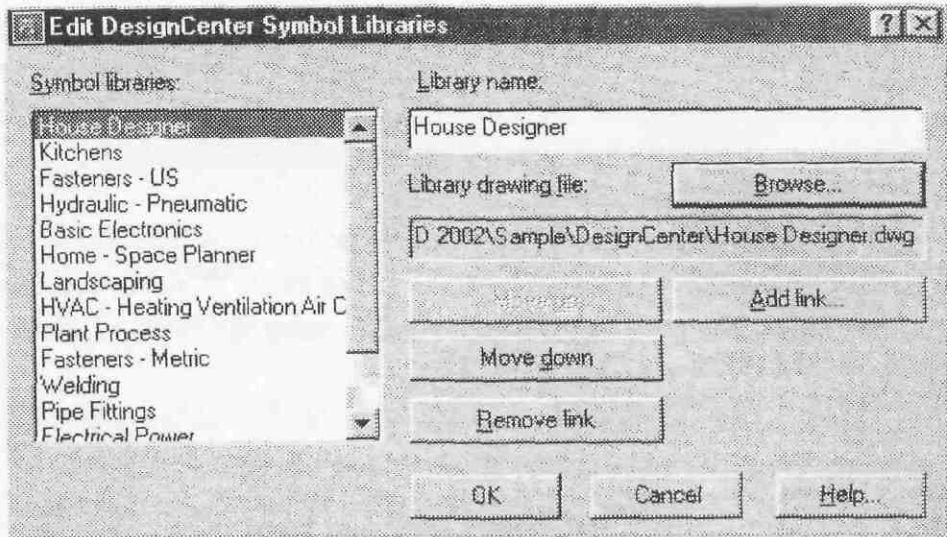 Edit DesignCenter Symbol Libraries
Symbol libraries:
House Designer
Kitchens
Fasteners - US
Hydraulic - Pneumatic
Basic Electronics
Home - Space Planner
Landscaping
HVAC - Heating Ventilation Air C
Plant Process
Fasteners - Metric
Welding
Pipe Fittings
Electrical Power
Library name:
House Designer
Library drawing file:
Browse...
D 2002\Sample\DesignCenter\House Designer.dwg
Add link...
Move down
Remove link
OK
Cancel
Help...